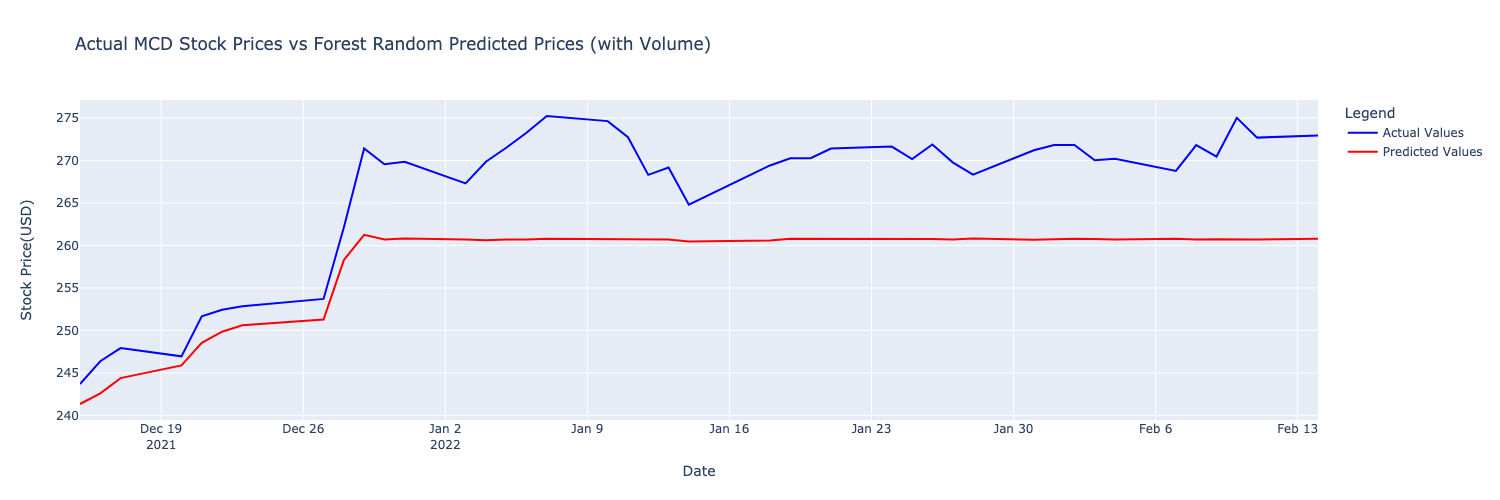 Actual MCD Stock Prices vs Forest Random Predicted Prices (with Volume)
Legend
Actual Values
Predicted Values
Stock Price(USD)
275
270
265
260
255
250
245
240
Dec 19
2021
Dec 26
Jan 2
2022
Jan 9
Jan 16
Jan 23
Jan 30
Feb 6
Feb 13
Date